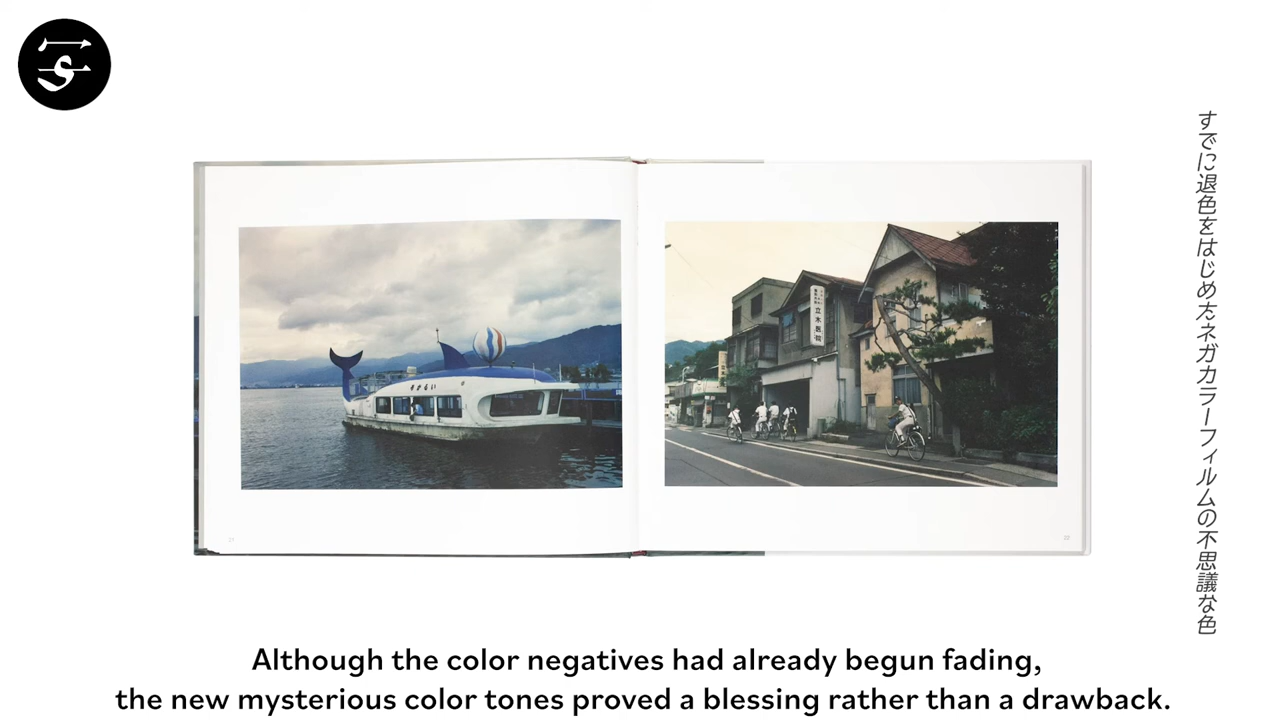 すでに退色をはじめたネガカラーフィルムの不思議な色
立木医院
Although the color negatives had already begun fading,
the new mysterious color tones proved a blessing rather than a drawback.